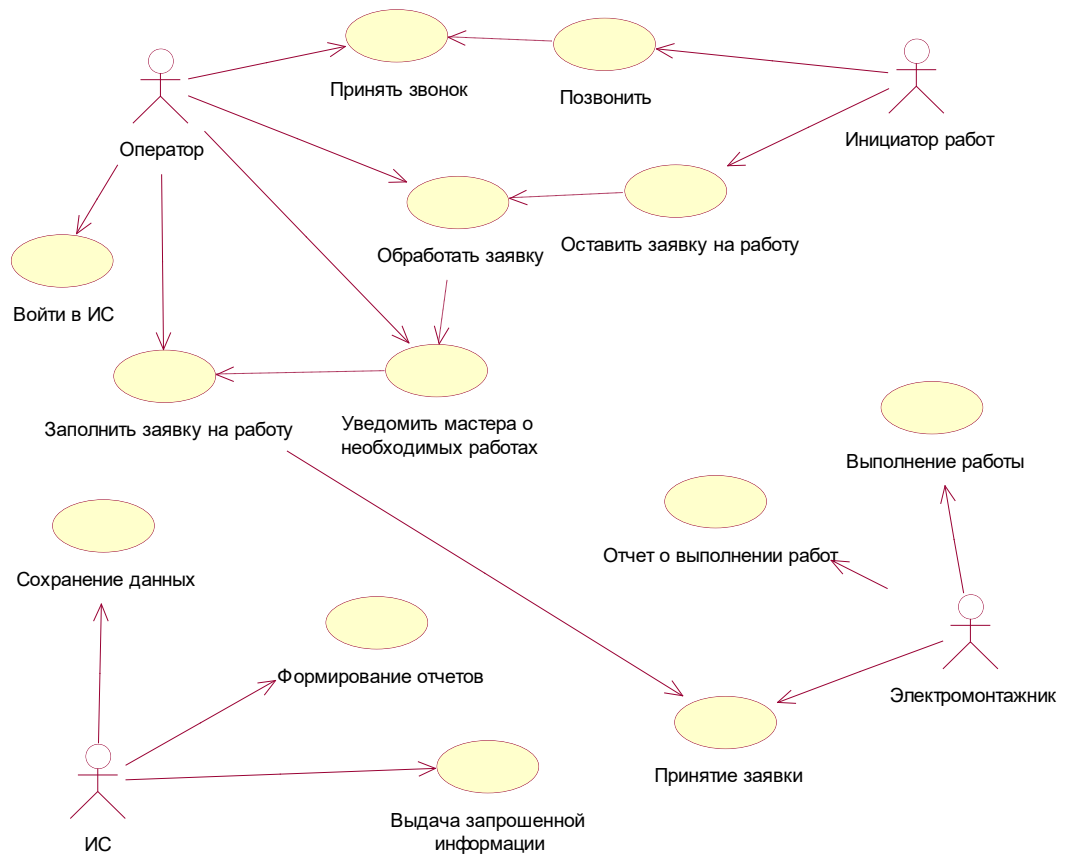 Принять звонок
Позвонить
Оператор
Инициатор работ
Обработать заявку
Оставить заявку на работу
Войти в ИС
Заполнить заявку на работу
Уведомить мастера о
необходимых работах
Выполнение работы
Отчет о выполнении работ
Сохранение данных
Формирование отчетов
Электромонтажник
Принятие заявки
Выдача запрошенной
информации
ИС